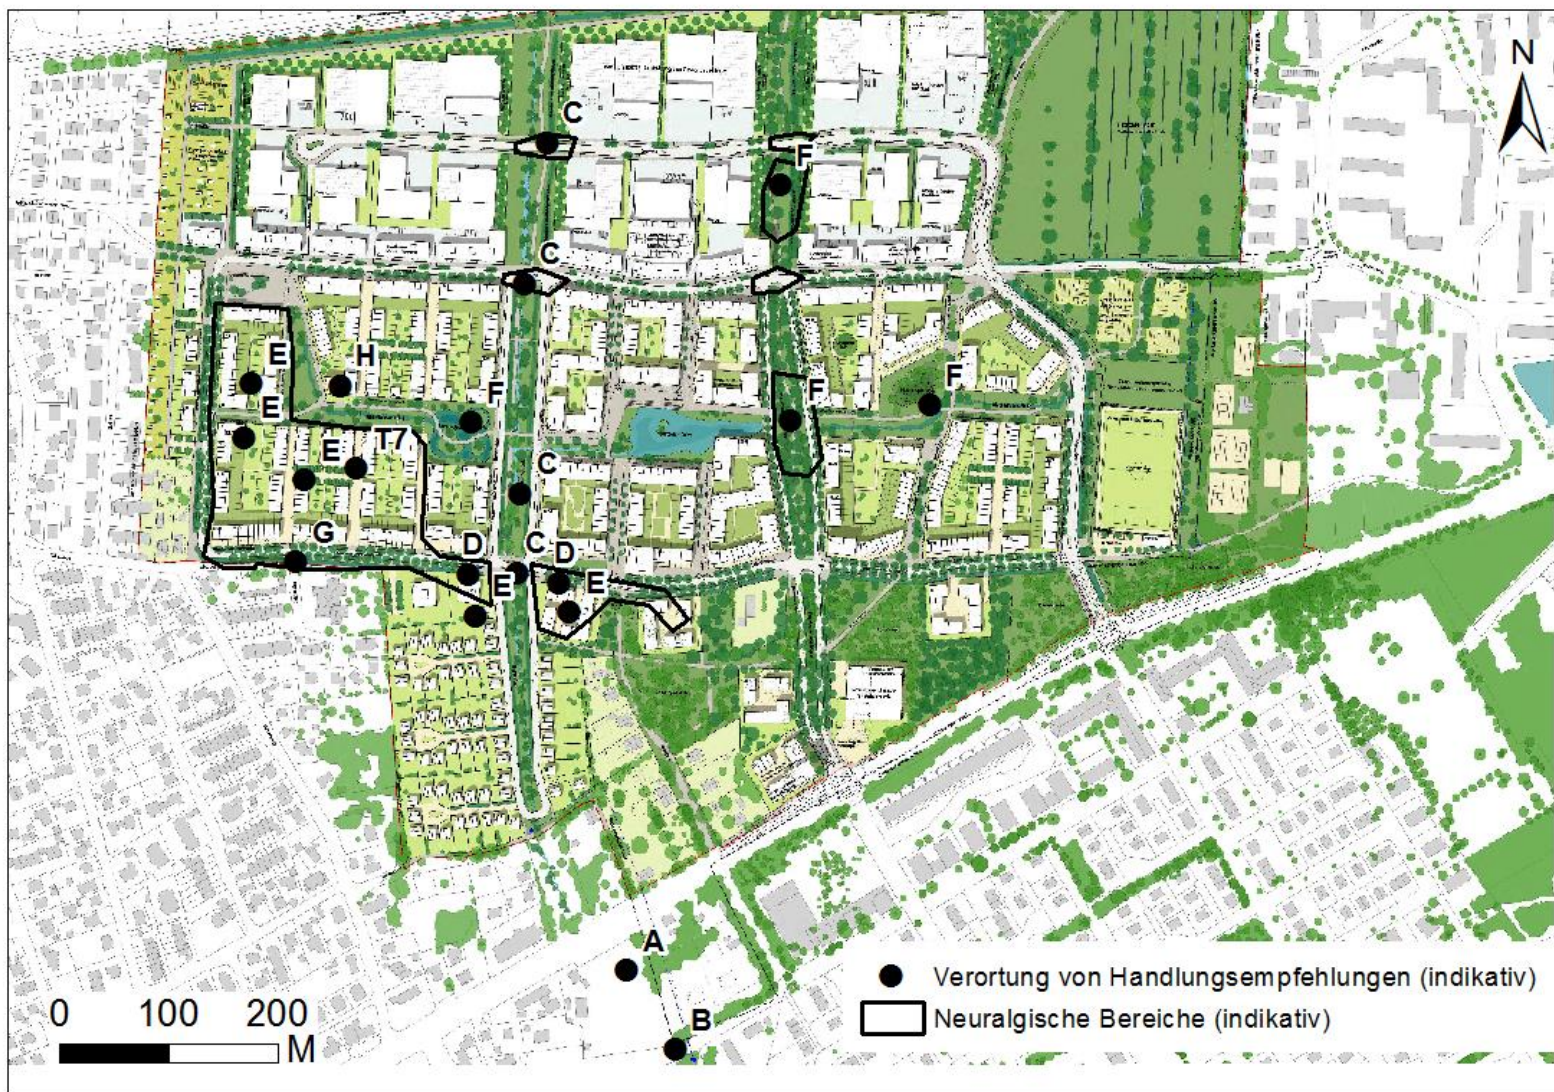 N
C
F
C
E
H
E
F
F
F
E
T7
C
G
D
C
D
E
E
A
B
0 100 200
M
Verortung von Handlungsempfehlungen (indikativ)
Neuralgische Bereiche (indikativ)